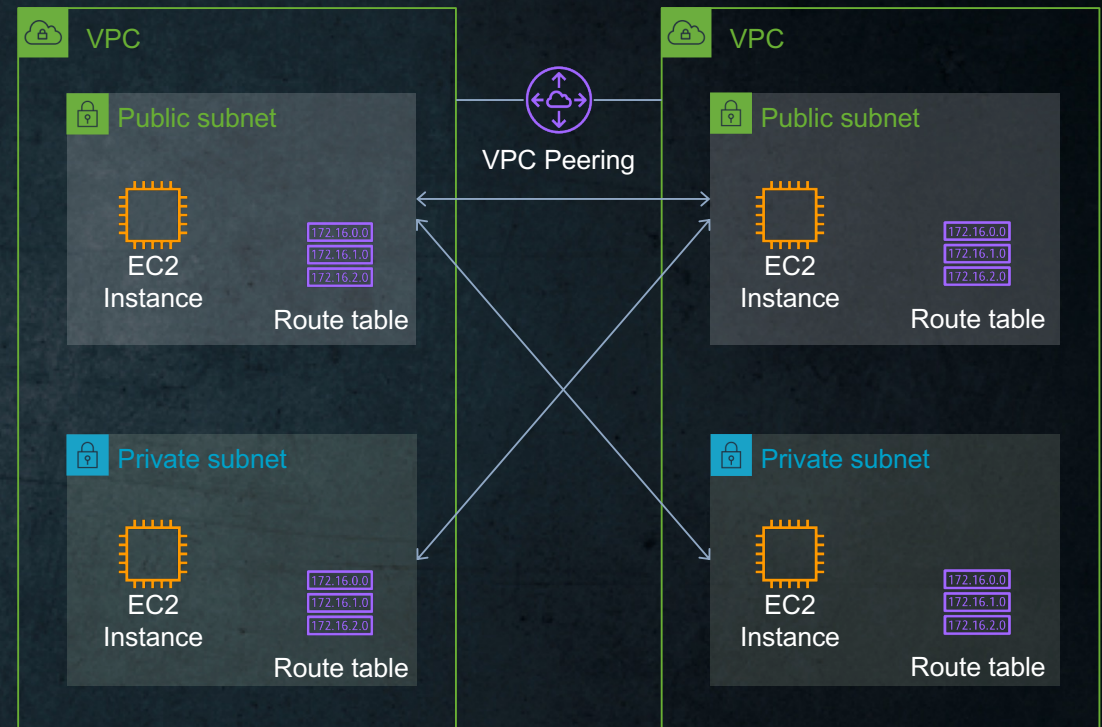 VPC
VPC
Public subnet
Public subnet
VPC Peering
172.16.0.0
172.16.1.0
172.16.2.0
EC2
Instance
Route table
172.16.0.0
172.16.1.0
172.16.2.0
EC2
Instance
Route table
Private subnet
Private subnet
172.16.0.0
172.16.1.0
172.16.2.0
EC2
Instance
Route table
172.16.0.0
172.16.1.0
172.16.2.0
EC2
Instance
Route table